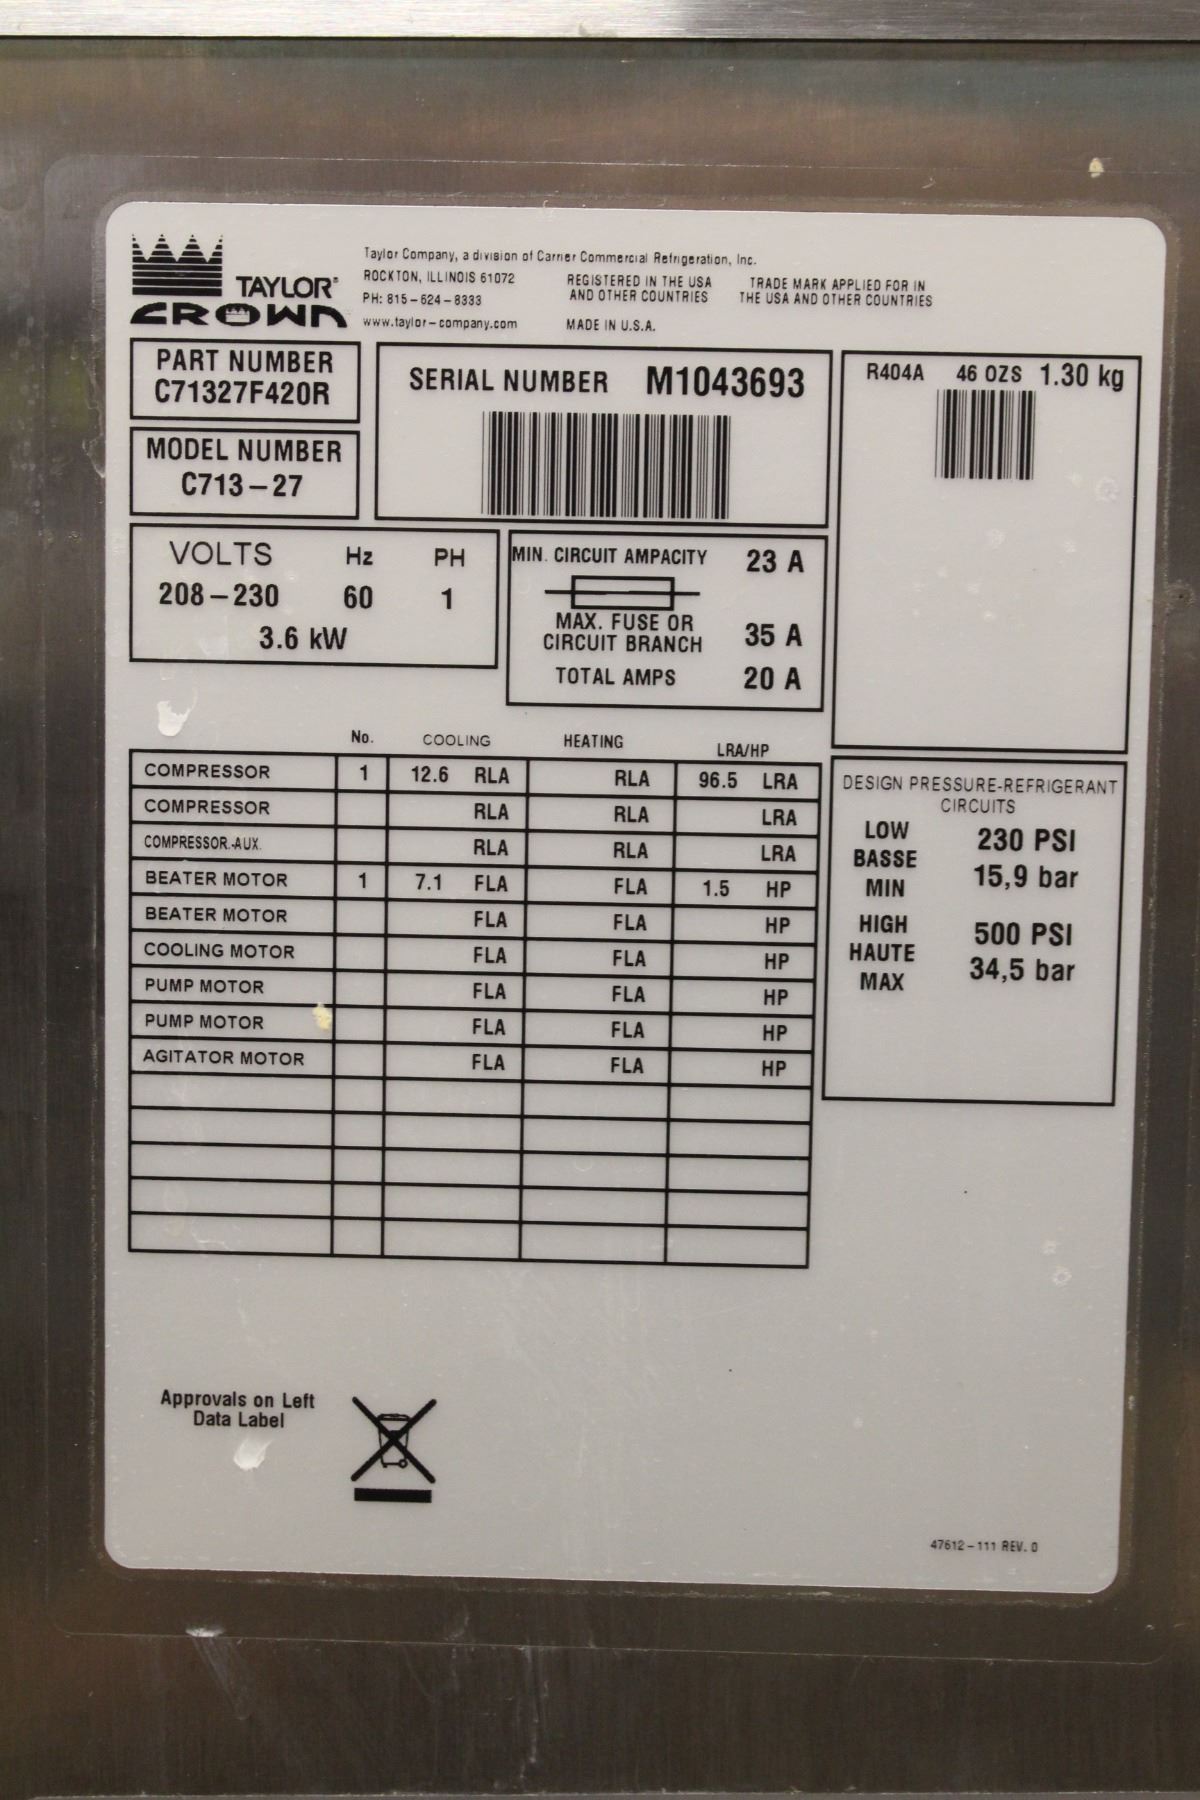 TAYLOR®
CROWN
Taylor Company, a division of Carrier Commercial Refrigeration, Inc.
ROCKTON, ILLINOIS 61072
PH: 815-624-8333
www.taylor-company.com
REGISTERED IN THE USA
AND OTHER COUNTRIES
MADE IN U.S.A.
TRADE MARK APPLIED FOR IN
THE USA AND OTHER COUNTRIES
PART NUMBER
C71327F420R
MODEL NUMBER
C713-27
SERIAL NUMBER M1043693
R404A 46 OZS 1.30 kg
VOLTS Hz PH
208-230 60 1
3.6 kW
MIN. CIRCUIT AMPACITY 23 A
MAX. FUSE OR
CIRCUIT BRANCH 35 A
TOTAL AMPS 20 A
No. COOLING HEATING LRA/HP
COMPRESSOR 1 12.6 RLA RLA 96.5 LRA
COMPRESSOR RLA RLA LRA
COMPRESSOR.-AUX. RLA RLA LRA
BEATER MOTOR 1 7.1 FLA FLA 1.5 HP
BEATER MOTOR FLA FLA HP
COOLING MOTOR FLA FLA HP
PUMP MOTOR FLA FLA HP
PUMP MOTOR FLA FLA HP
AGITATOR MOTOR FLA FLA HP
DESIGN PRESSURE-REFRIGERANT
CIRCUITS
LOW
BASSE
MIN
230 PSI
15,9 bar
HIGH
HAUTE
MAX
500 PSI
34,5 bar
Approvals on Left
Data Label
47612-111 REV. 0